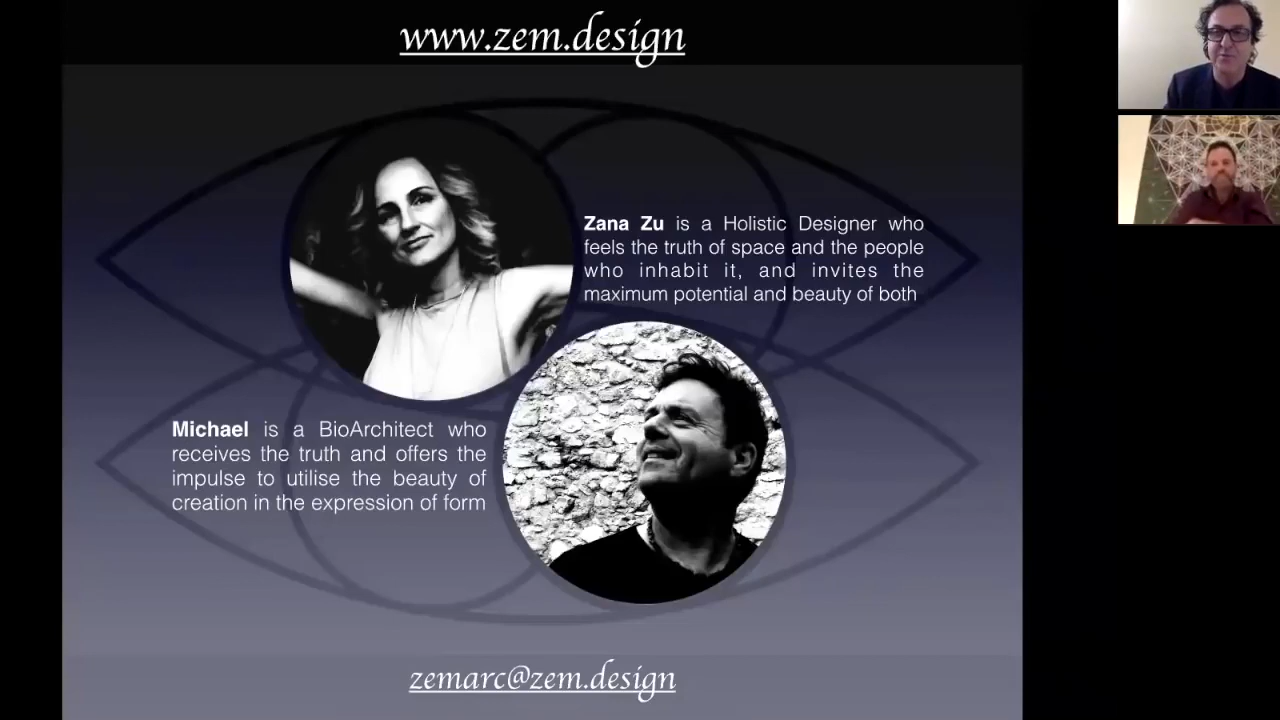 www.zem.design
Zana Zu is a Holistic Designer who
feels the truth of space and the people
who inhabit it, and invites the
maximum potential and beauty of both
Michael is a BioArchitect who
receives the truth and offers the
impulse to utilise the beauty of
creation in the expression of form
zemarc@zem.design